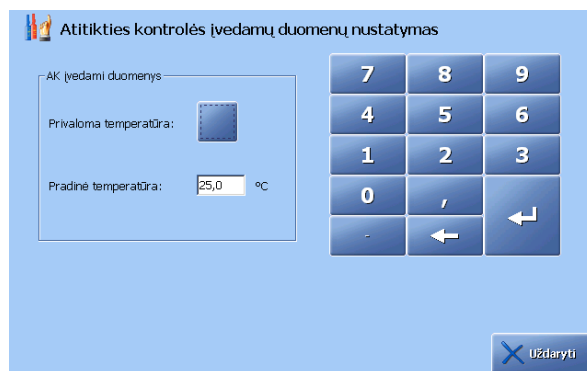 Atitikties kontrolės įvedamų duomenų nustatymas
AK įvedami duomenys
Privaloma temperatūra:
Pradinė temperatūra: 25,0 ºC
7 8 9
4 5 6
1 2 3
0 ,
-
Uždaryti